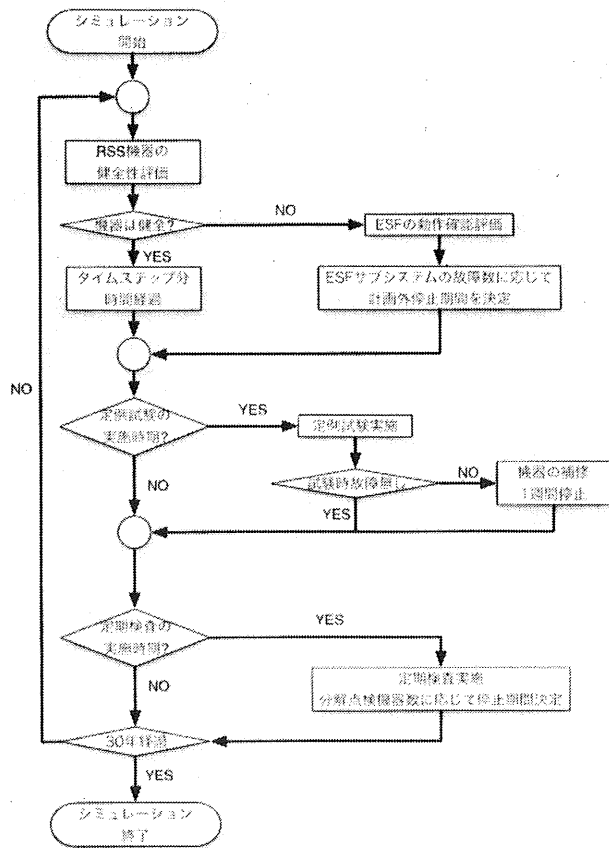 シミュレーション
開始
RSS機器の
健全性評価
機器は健全?
NO
ESFの動作確認評価
YES
タイムステップ分
時間経過
ESFサブシステムの故障数に応じて
計画外停止期間を決定
NO
定例試験の
実施時期?
YES
定例試験実施
試験時故障無し
NO
機器の補修
1週間停止
NO
YES
定期検査の
実施時期?
YES
NO
定期検査実施
分解点検機器数に応じて停止期間決定
30年経過
YES
シミュレーション
終了